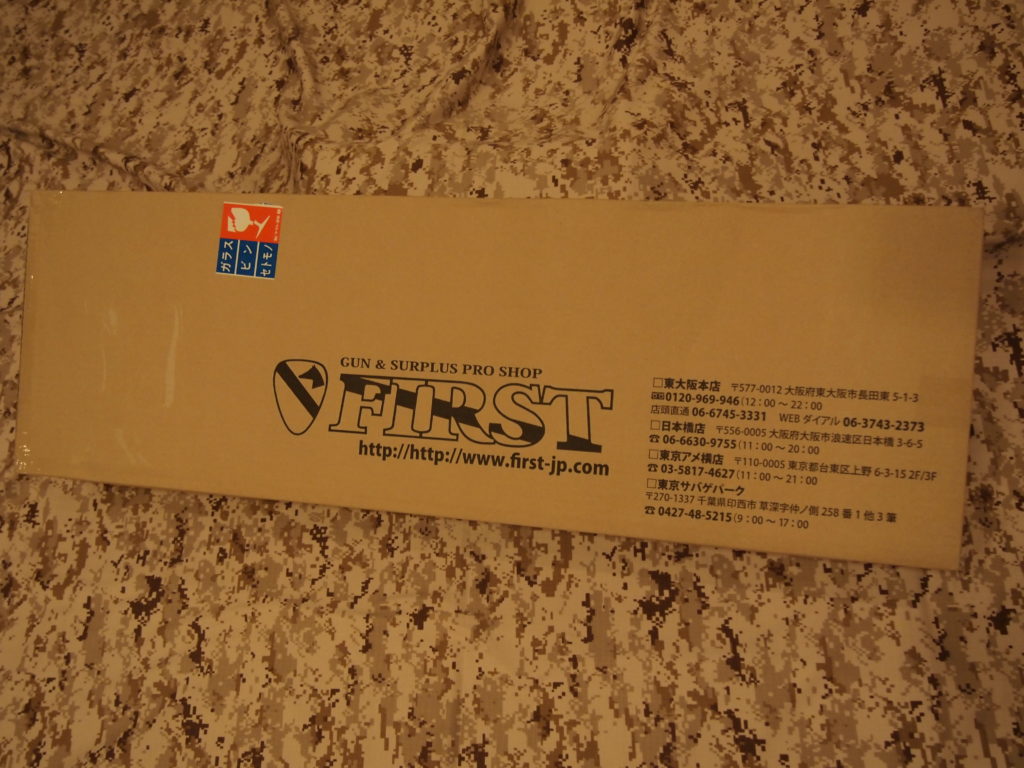 ガラス
ビン
セトモノ
GUN & SURPLUS PRO SHOP
FIRST
http://http://www.first-jp.com
□東大阪本店 〒577-0012 大阪府東大阪市長田東 5-1-3
0120-969-946 (12:00 〜 22:00
店頭直通 06-6745-3331 WEB ダイアル 06-3743-2373
□日本橋店 〒556-0005 大阪府大阪市浪速区日本橋 3-6-5
☎ 06-6630-9755 (11:00 〜 20:00
□東京アメ横店 〒110-0005 東京都台東区上野 6-3-15 2F/3F
☎ 03-5817-4627 (11:00 〜 21:00
□東京サバゲパーク
〒270-1337 千葉県印西市 草深字仲ノ側 258 番 1 他 3 筆
☎ 0427-48-5215 (9:00 〜 17:00